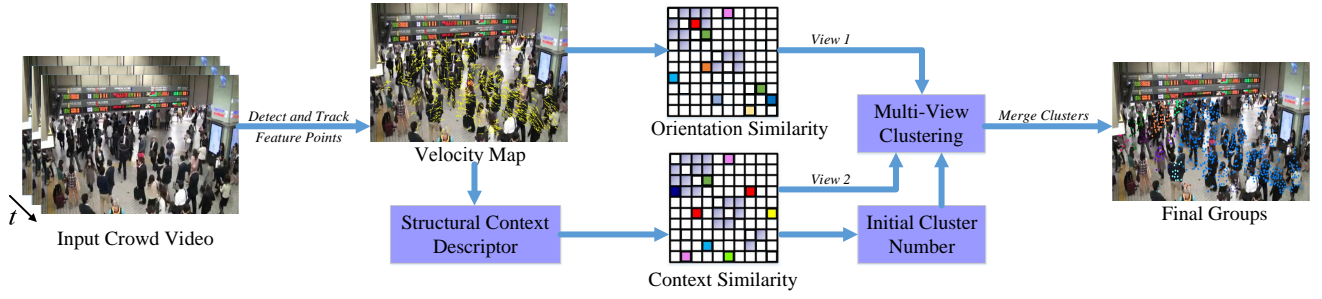 t
Input Crowd Video
Detect and Track
Feature Points
Velocity Map
Structural Context
Descriptor
Orientation Similarity
Context Similarity
View 1
View 2
Multi-View
Clustering
Initial Cluster
Number
Merge Clusters
Final Groups